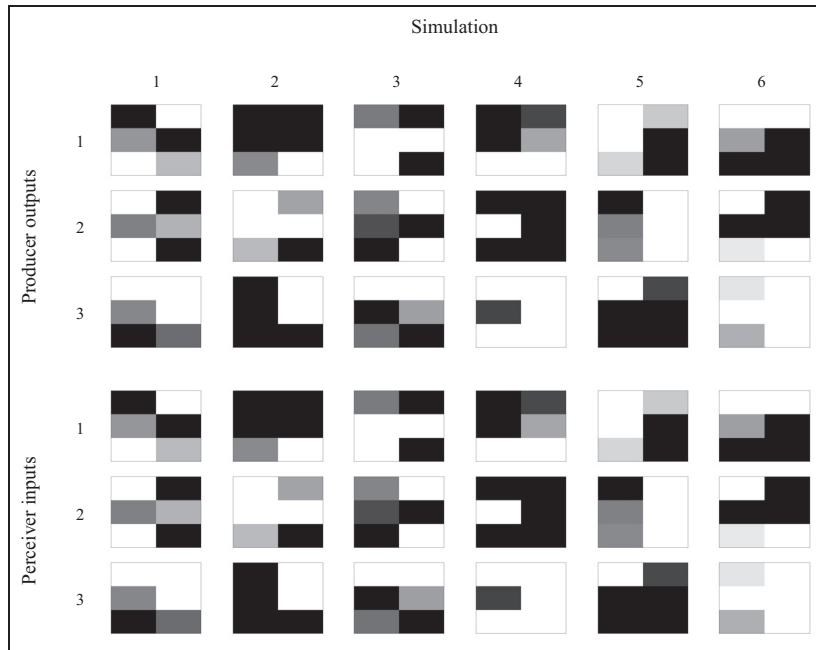 Simulation
1 2 3 4 5 6
Producer outputs
1
2
3
Perceiver inputs
1
2
3